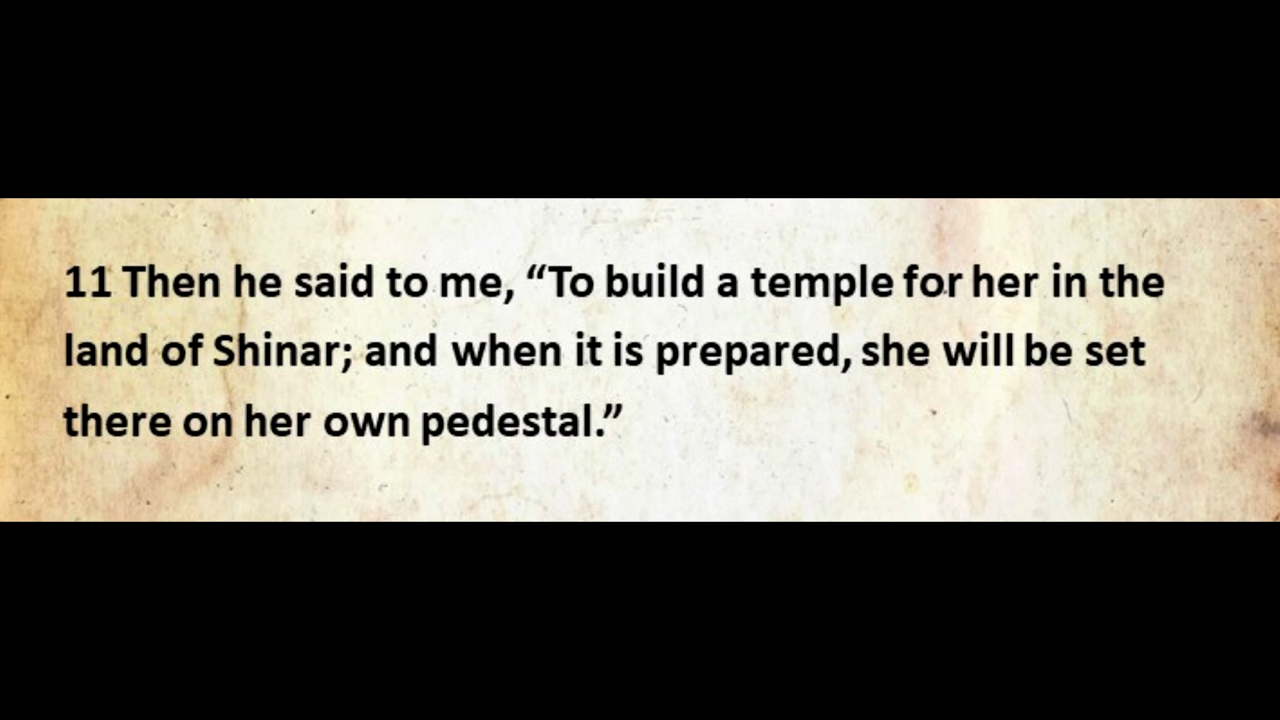 11 Then he said to me, “To build a temple for her in the
land of Shinar; and when it is prepared, she will be set
there on her own pedestal.”